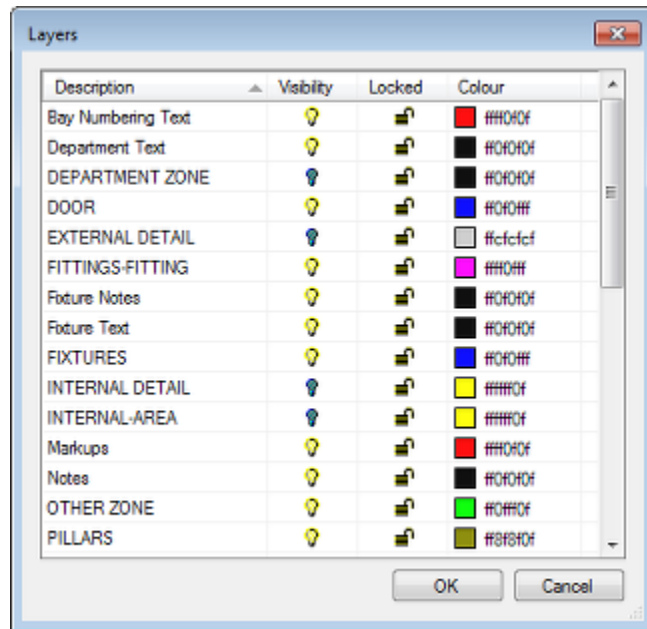 Layers
Description Visibility Locked Colour
Bay Numbering Text ffff0f0f
Department Text ff0f0f0f
DEPARTMENT ZONE ff0f0f0f
DOOR ff0f0fff
EXTERNAL DETAIL ffcfcfcf
FITTINGS-FITTING ffff0fff
Fixture Notes ff0f0f0f
Fixture Text ff0f0f0f
FIXTURES ff0f0fff
INTERNAL DETAIL ffffff0f
INTERNAL-AREA ffffff0f
Markups ffff0f0f
Notes ff0f0f0f
OTHER ZONE ff0fff0f
PILLARS ff8f8f0f
OK Cancel